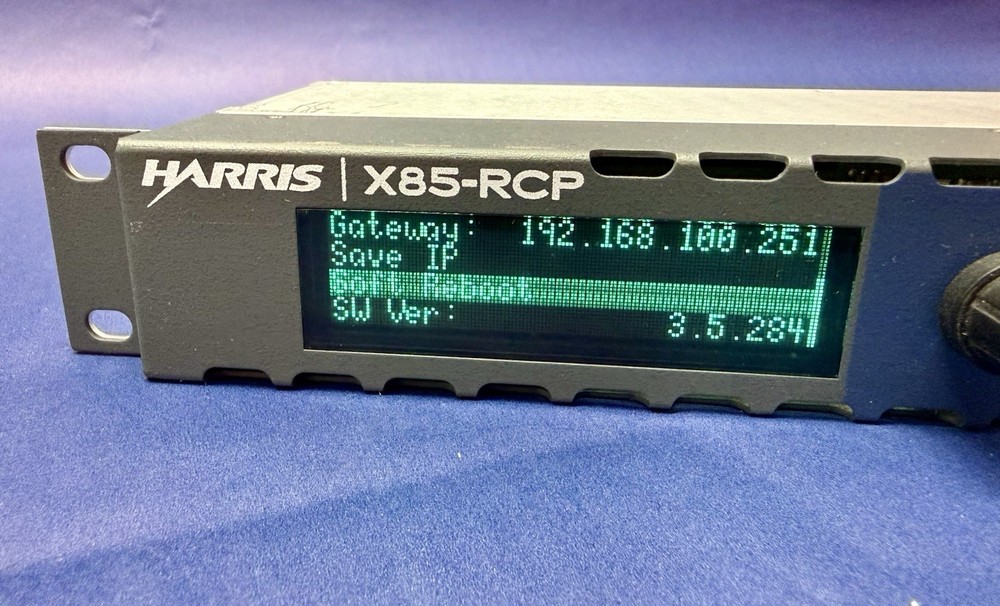 HARRIS | X85-RCP
Gateway: 192.168.100.251
Save IP
Soft Reboot
SW Ver: 3.5.284